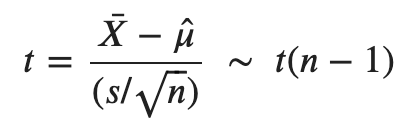 t = (X̄ − μ̂) / (s/√n) ~ t(n − 1)